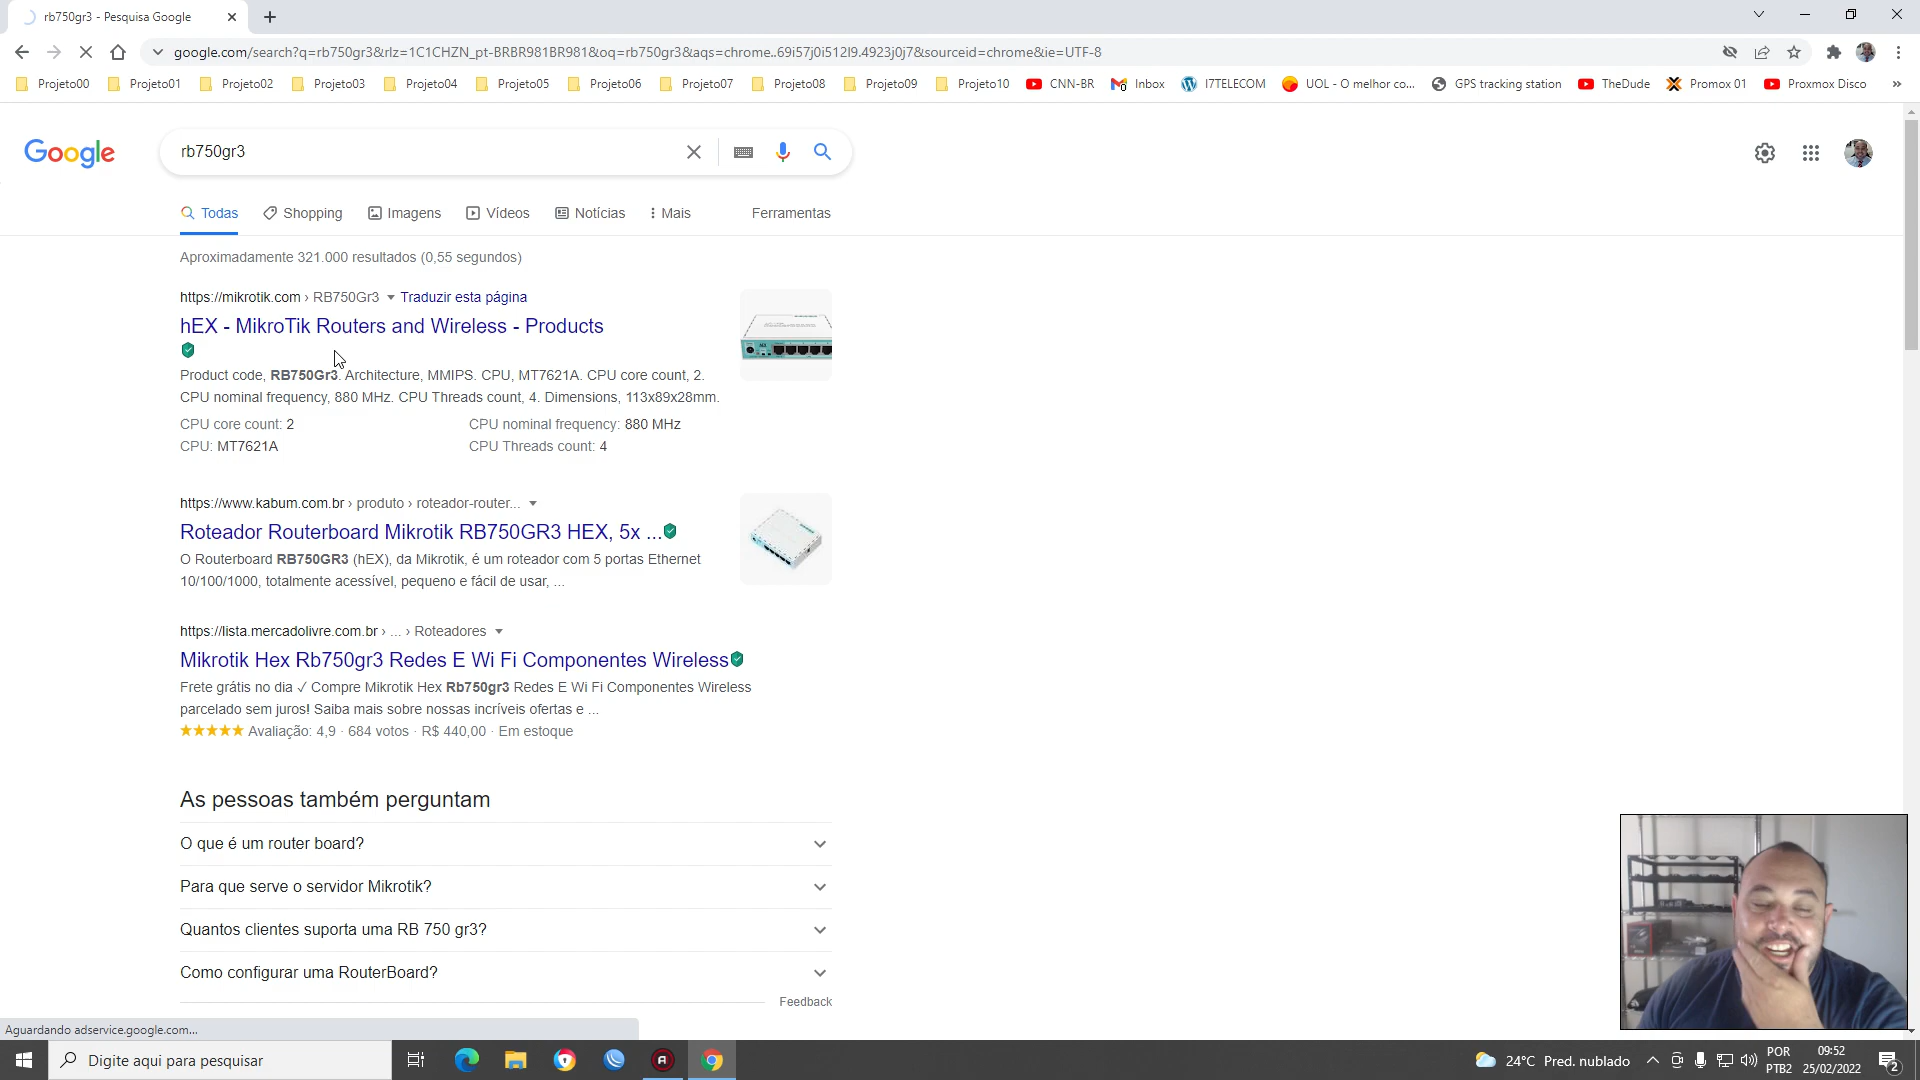 rb750gr3 - Pesquisa Google
google.com/search?q=rb750gr3&rlz=1C1CHZN_pt-BRBR981BR981&oq=rb750gr3&aqs=chrome..69i57j0i512l9.4923j0j7&sourceid=chrome&ie=UTF-8
Projeto00 Projeto01 Projeto02 Projeto03 Projeto04 Projeto05 Projeto06 Projeto07 Projeto08 Projeto09 Projeto10 CNN-BR Inbox I7TELECOM UOL - O melhor co... GPS tracking station TheDude Promox 01 Proxmox Disco »
Google rb750gr3
Todas Shopping Imagens Vídeos Notícias Mais Ferramentas
Aproximadamente 321.000 resultados (0,55 segundos)
https://mikrotik.com › RB750Gr3 Traduzir esta página
hEX - MikroTik Routers and Wireless - Products
Product code, RB750Gr3. Architecture, MMIPS. CPU, MT7621A. CPU core count, 2.
CPU nominal frequency, 880 MHz. CPU Threads count, 4. Dimensions, 113x89x28mm.
CPU core count: 2 CPU nominal frequency: 880 MHz
CPU: MT7621A CPU Threads count: 4
https://www.kabum.com.br › produto › roteador-router...
Roteador Routerboard Mikrotik RB750GR3 HEX, 5x ...
O Routerboard RB750GR3 (hEX), da Mikrotik, é um roteador com 5 portas Ethernet
10/100/1000, totalmente acessível, pequeno e fácil de usar, ...
https://lista.mercadolivre.com.br › ... › Roteadores
Mikrotik Hex Rb750gr3 Redes E Wi Fi Componentes Wireless
Frete grátis no dia ✓ Compre Mikrotik Hex Rb750gr3 Redes E Wi Fi Componentes Wireless
parcelado sem juros! Saiba mais sobre nossas incríveis ofertas e ...
★★★★★ Avaliação: 4,9 · 684 votos · R$ 440,00 · Em estoque
As pessoas também perguntam
O que é um router board?
Para que serve o servidor Mikrotik?
Quantos clientes suporta uma RB 750 gr3?
Como configurar uma RouterBoard?
Feedback
Aguardando adservice.google.com...
Digite aqui para pesquisar
24°C Pred. nublado
POR
PTB2
09:52
25/02/2022
2